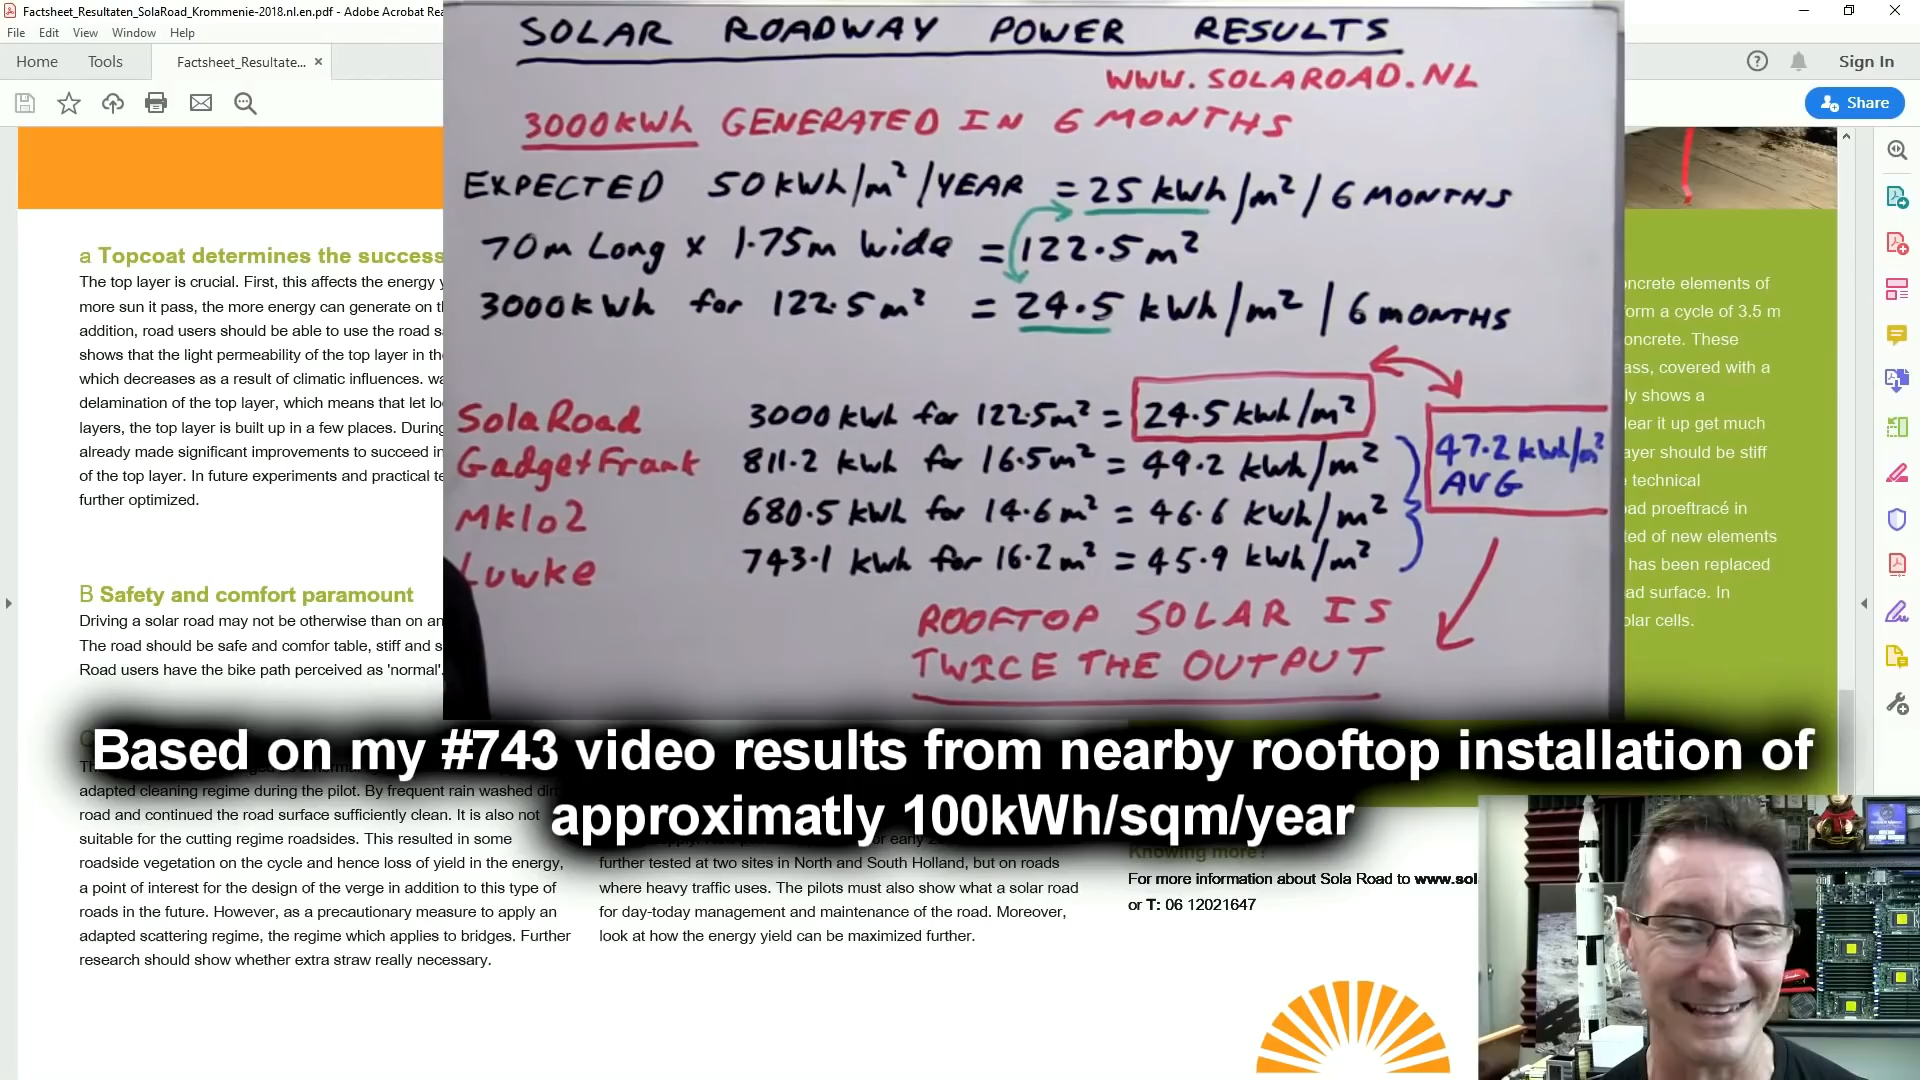 Factsheet_Resultaten_SolaRoad_Krommenie-2018.nl.en.pdf - Adobe Acrobat Rea
File Edit View Window Help
Home Tools Factsheet_Resultate... ×
Sign In
Share
SOLAR ROADWAY POWER RESULTS
WWW.SOLAROAD.NL
3000kWh GENERATED IN 6 MONTHS
EXPECTED 50kWh/m²/YEAR = 25 kWh/m²/6 MONTHS
70m Long x 1.75m Wide = 122.5m²
3000kWh for 122.5m² = 24.5 kWh/m²/6 MONTHS
SolaRoad 3000kWh for 122.5m² = 24.5 kWh/m²
GadgetFrank 811.2 kWh for 16.5m² = 49.2 kWh/m²
Mklo2 680.5 kWh for 14.6m² = 46.6 kWh/m²
Luwke 743.1 kWh for 16.2m² = 45.9 kWh/m²
47.2 kWh/m²
AVG
ROOFTOP SOLAR IS
TWICE THE OUTPUT
a Topcoat determines the success
The top layer is crucial. First, this affects the energy y
more sun it pass, the more energy can generate on th
addition, road users should be able to use the road s
shows that the light permeability of the top layer in the
which decreases as a result of climatic influences. wa
delamination of the top layer, which means that let lo
layers, the top layer is built up in a few places. During
already made significant improvements to succeed in
of the top layer. In future experiments and practical te
further optimized.
B Safety and comfort paramount
Driving a solar road may not be otherwise than on an
The road should be safe and comfor table, stiff and s
Road users have the bike path perceived as 'normal'.
oncrete elements of
form a cycle of 3.5 m
oncrete. These
ass, covered with a
ly shows a
lear it up get much
ayer should be stiff
technical
oad proeftracé in
ted of new elements
has been replaced
ad surface. In
olar cells.
Based on my #743 video results from nearby rooftop installation of
approximatly 100kWh/sqm/year
adapted cleaning regime during the pilot. By frequent rain washed dirt
road and continued the road surface sufficiently clean. It is also not
suitable for the cutting regime roadsides. This resulted in some
roadside vegetation on the cycle and hence loss of yield in the energy,
a point of interest for the design of the verge in addition to this type of
roads in the future. However, as a precautionary measure to apply an
adapted scattering regime, the regime which applies to bridges. Further
research should show whether extra straw really necessary.
further tested at two sites in North and South Holland, but on roads
where heavy traffic uses. The pilots must also show what a solar road
for day-today management and maintenance of the road. Moreover,
look at how the energy yield can be maximized further.
Knowing more?
For more information about Sola Road to www.sol
or T: 06 12021647